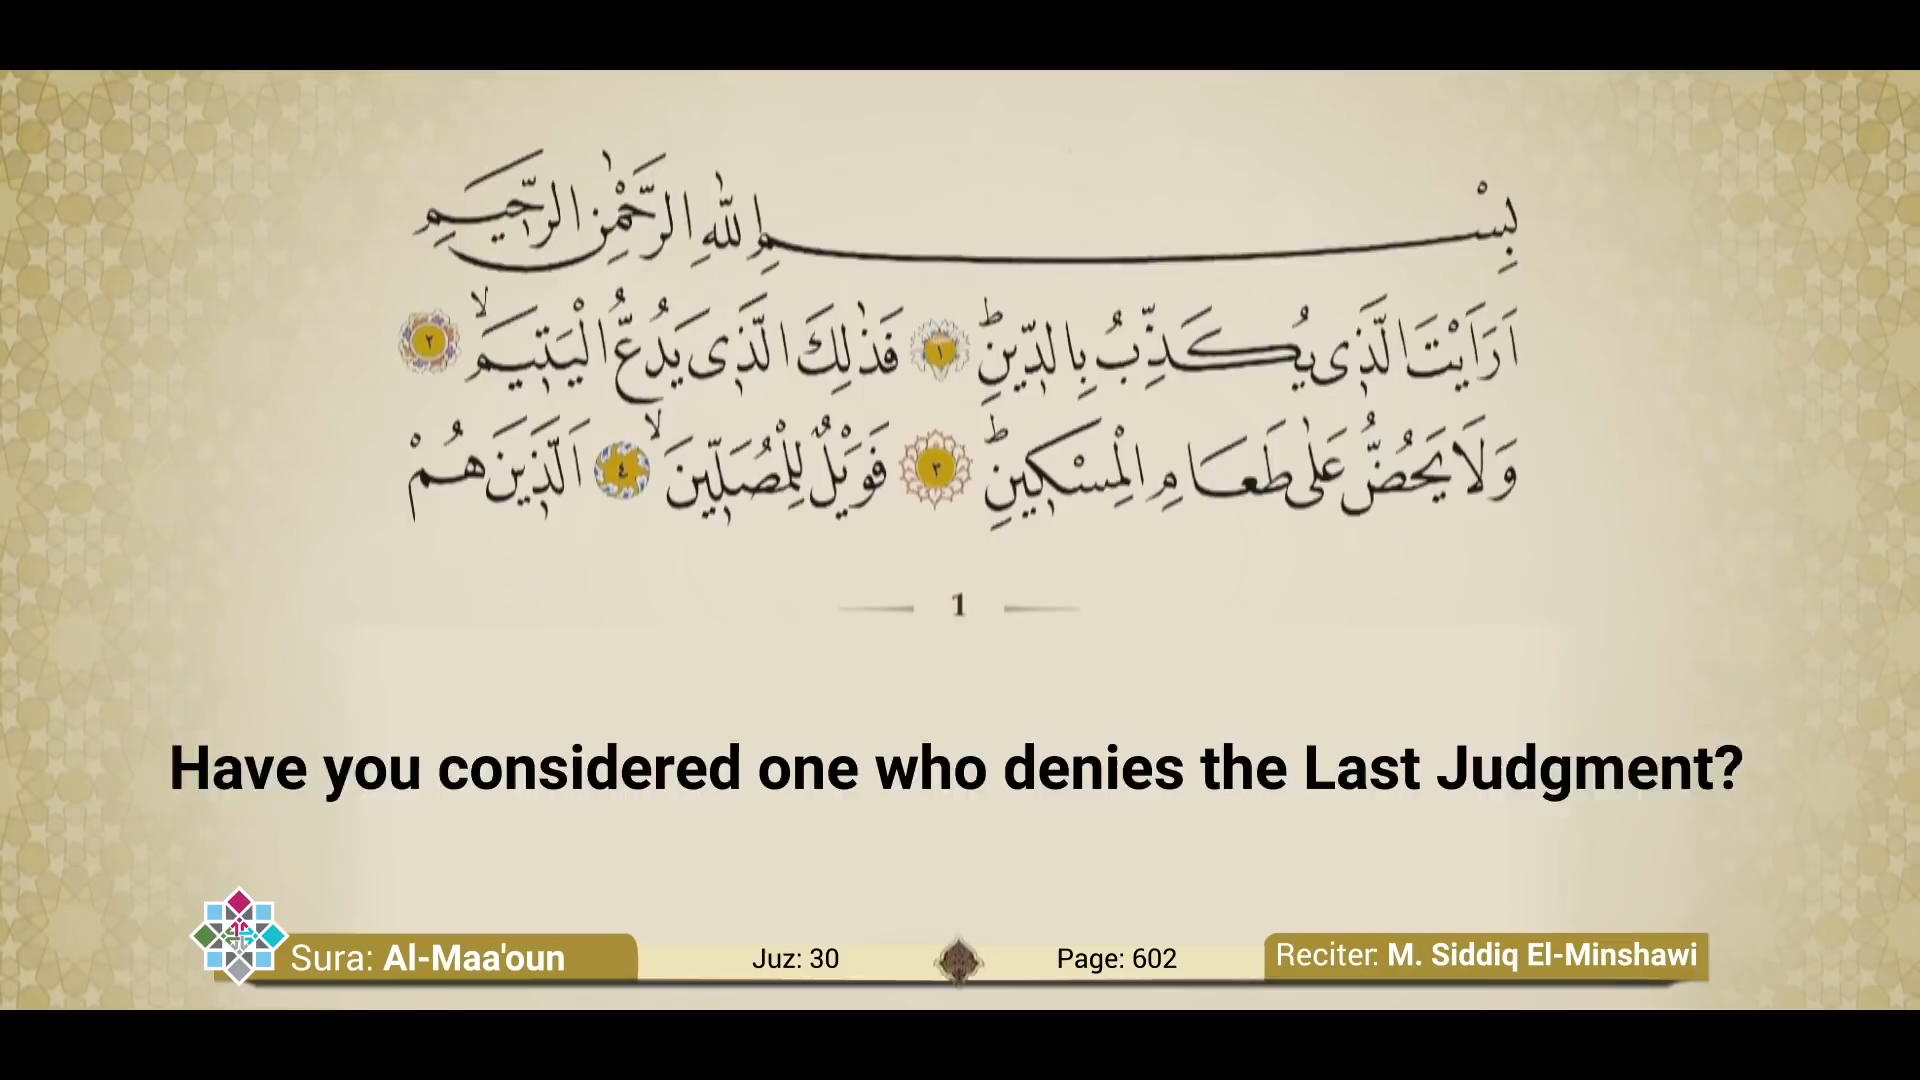 بِسْمِ اللّٰهِ الرَّحْمٰنِ الرَّحٖيمِ
اَرَاَيْتَ الَّذٖى يُكَذِّبُ بِالدّٖينِؕ ١ فَذٰلِكَ الَّذٖى يَدُعُّ الْيَتٖيمَۙ ٢
وَلَا يَحُضُّ عَلٰى طَعَامِ الْمِسْكٖينِؕ ٣ فَوَيْلٌ لِلْمُصَلّٖينَۙ ٤ اَلَّذٖينَ هُمْ
1
Have you considered one who denies the Last Judgment?
Sura: Al-Maa'oun Juz: 30 Page: 602 Reciter: M. Siddiq El-Minshawi